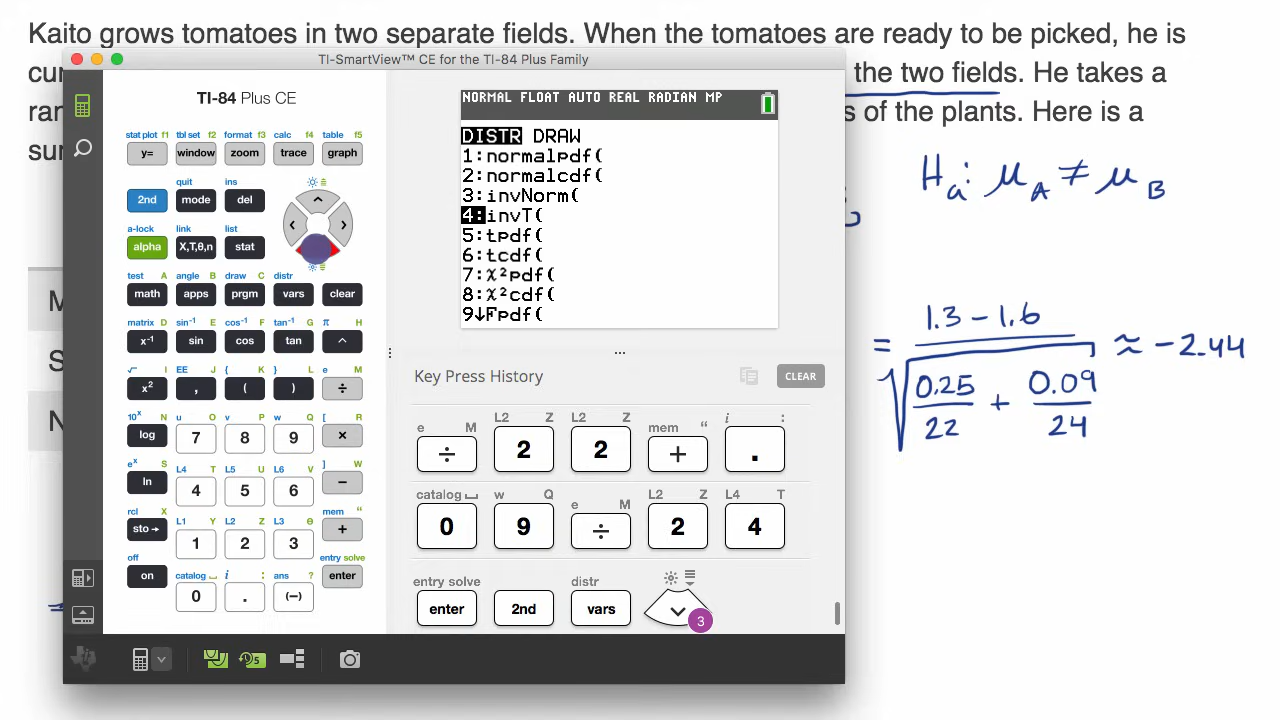 Kaito grows tomatoes in two separate fields. When the tomatoes are ready to be picked, he is
the two fields. He takes a
s of the plants. Here is a
TI-SmartView™ CE for the TI-84 Plus Family
TI-84 Plus CE
stat plot f1 tbl set f2 format f3 calc f4 table f5
y= window zoom trace graph
quit ins
2nd mode del
a-lock link list
alpha X,T,θ,n stat
test A angle B draw C distr
math apps prgm vars clear
matrix D sin⁻¹ E cos⁻¹ F tan⁻¹ G π H
x⁻¹ sin cos tan ^
√ I EE J { K } L e M
x² , ( ) ÷
10ˣ N u O v P w Q [ R
log 7 8 9 ×
eˣ S L4 T L5 U L6 V ] W
ln 4 5 6 −
rcl X L1 Y L2 Z L3 θ mem "
sto→ 1 2 3 +
off catalog i : ans ? entry solve
on 0 . (−) enter
NORMAL FLOAT AUTO REAL RADIAN MP
DISTR DRAW
1:normalpdf(
2:normalcdf(
3:invNorm(
4:invT(
5:tpdf(
6:tcdf(
7:χ²pdf(
8:χ²cdf(
9↓Fpdf(
Key Press History
CLEAR
e M L2 Z L2 Z mem “ i :
÷ 2 2 + .
catalog w Q e M L2 Z L4 T
0 9 ÷ 2 4
entry solve distr
enter 2nd vars
3
Hₐ: μ_A ≠ μ_B
= 1.3 − 1.6 ≈ −2.44
√ 0.25 + 0.09
22 24